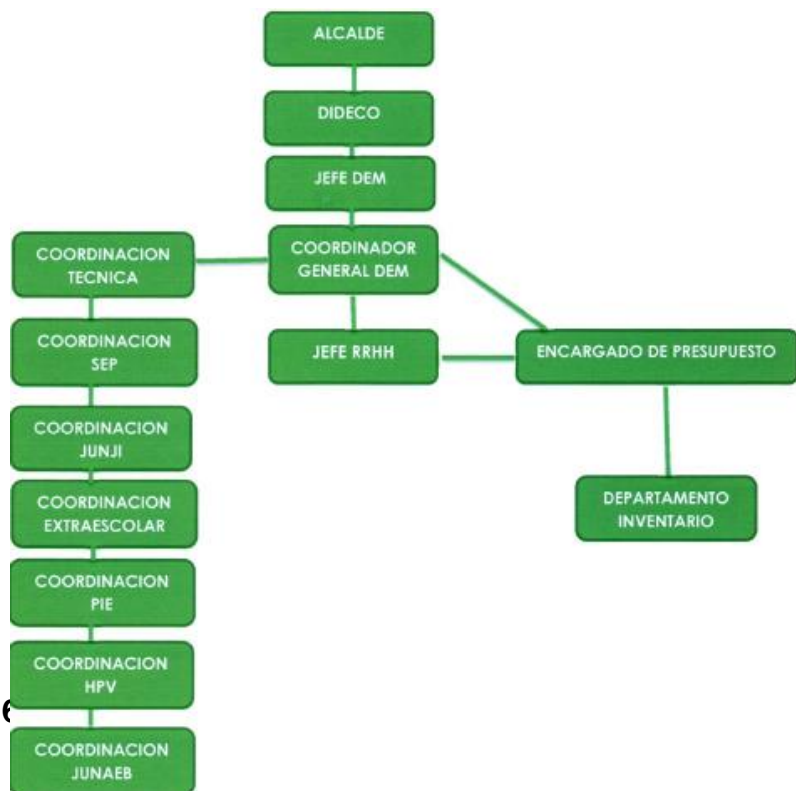 ALCALDE
DIDECO
JEFE DEM
COORDINADOR
GENERAL DEM
COORDINACION
TECNICA
COORDINACION
SEP
JEFE RRHH
ENCARGADO DE PRESUPUESTO
COORDINACION
JUNJI
COORDINACION
EXTRAESCOLAR
DEPARTAMENTO
INVENTARIO
COORDINACION
PIE
COORDINACION
HPV
COORDINACION
JUNAEB